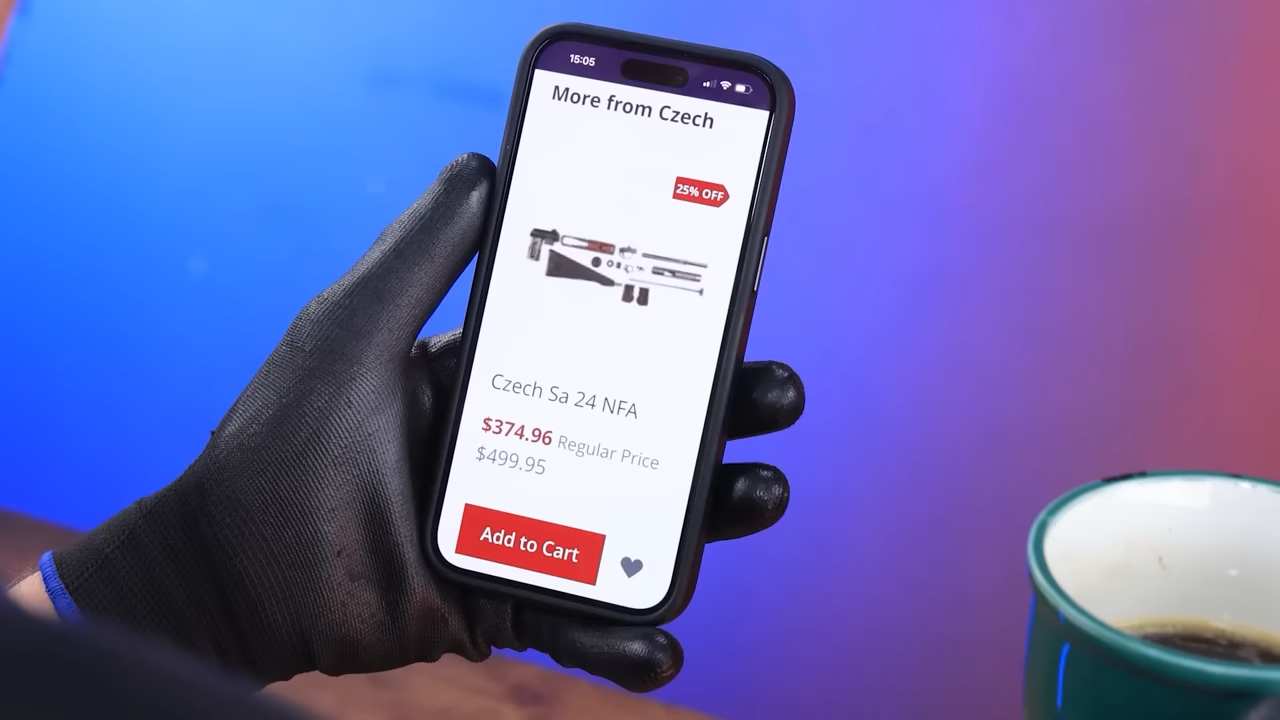 15:05
More from Czech
25% OFF
Czech Sa 24 NFA
$374.96 Regular Price
$499.95
Add to Cart